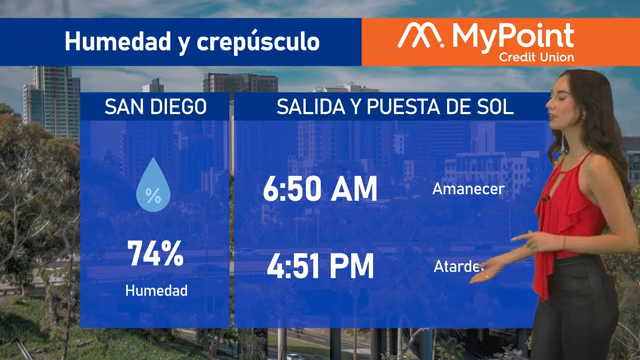 Humedad y crepúsculo
MyPoint
Credit Union
SAN DIEGO
SALIDA Y PUESTA DE SOL
%
6:50 AM
Amanecer
74%
Humedad
4:51 PM